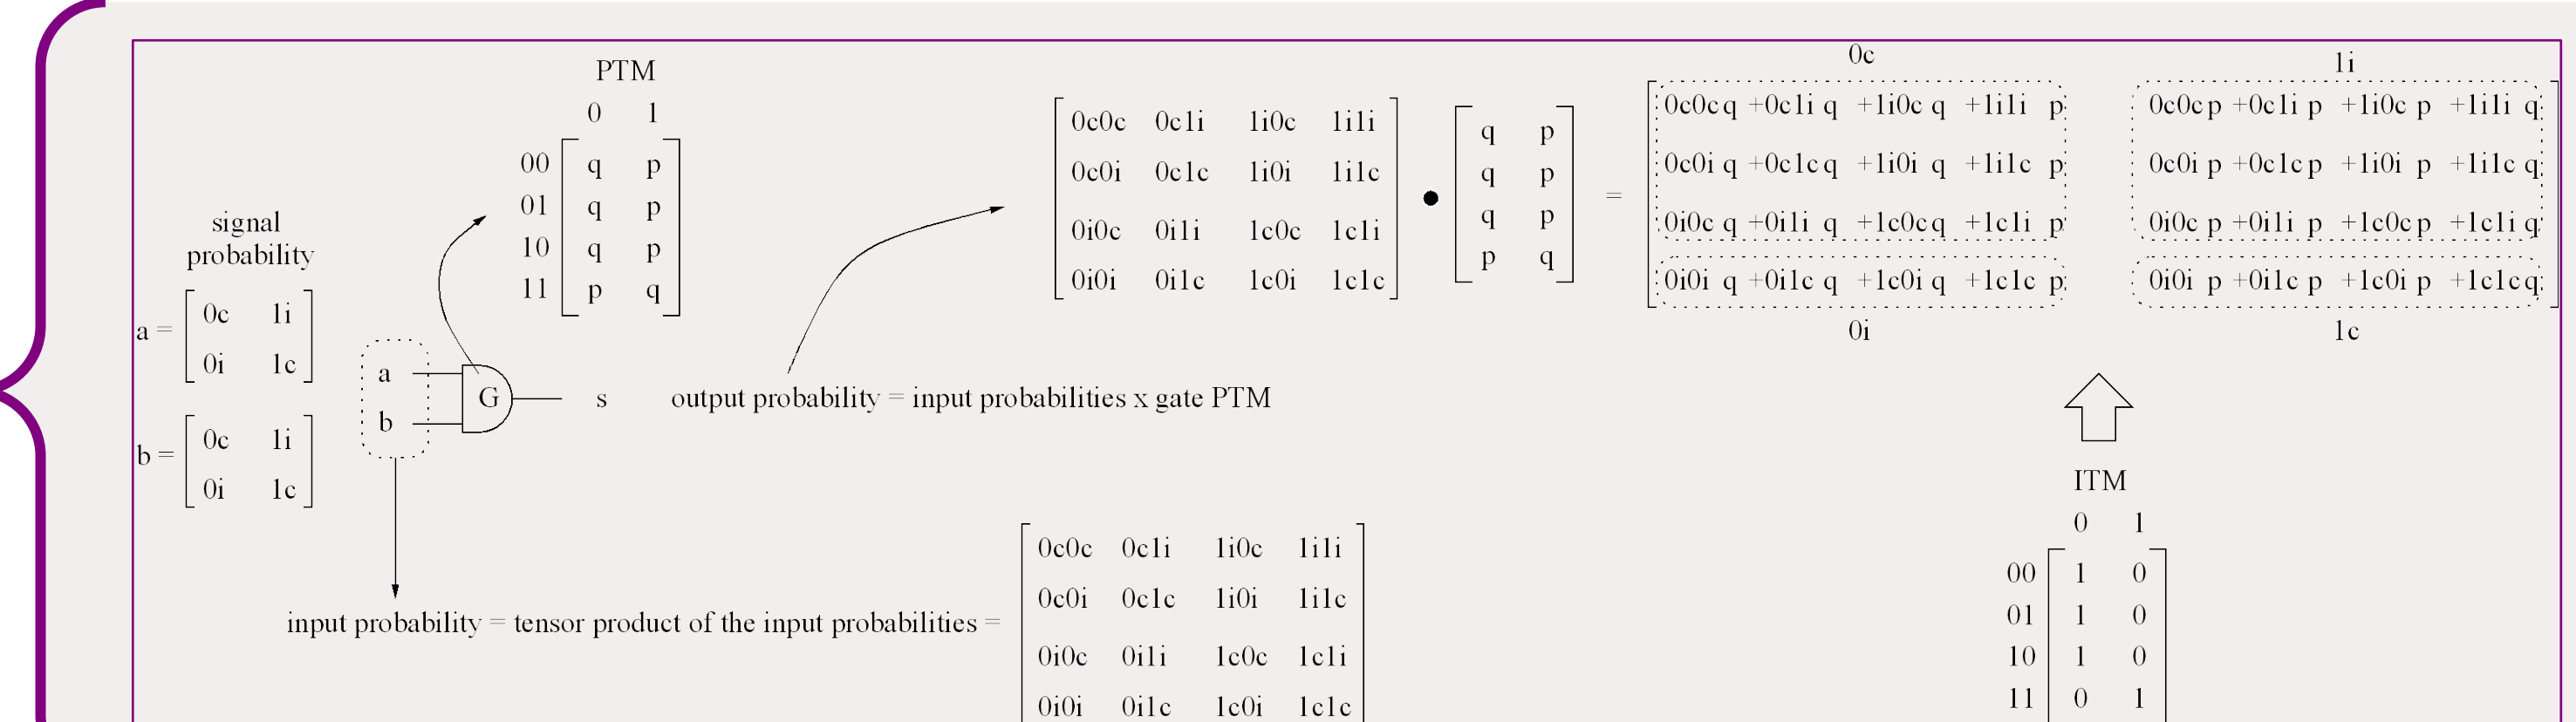 PTM
0 1
00 q p
01 q p
10 q p
11 p q
signal
probability
a = 0c 1i
0i 1c
b = 0c 1i
0i 1c
a
b
G
s
output probability = input probabilities x gate PTM
0c0c 0c1i 1i0c 1i1i
0c0i 0c1c 1i0i 1i1c
0i0c 0i1i 1c0c 1c1i
0i0i 0i1c 1c0i 1c1c
q p
q p
q p
p q
=
0c
0c0c q +0c1i q +1i0c q +1i1i p
0c0i q +0c1c q +1i0i q +1i1c p
0i0c q +0i1i q +1c0c q +1c1i p
0i0i q +0i1c q +1c0i q +1c1c p
0i
1i
0c0c p +0c1i p +1i0c p +1i1i q
0c0i p +0c1c p +1i0i p +1i1c q
0i0c p +0i1i p +1c0c p +1c1i q
0i0i p +0i1c p +1c0i p +1c1c q
1c
input probability = tensor product of the input probabilities =
0c0c 0c1i 1i0c 1i1i
0c0i 0c1c 1i0i 1i1c
0i0c 0i1i 1c0c 1c1i
0i0i 0i1c 1c0i 1c1c
ITM
0 1
00 1 0
01 1 0
10 1 0
11 0 1